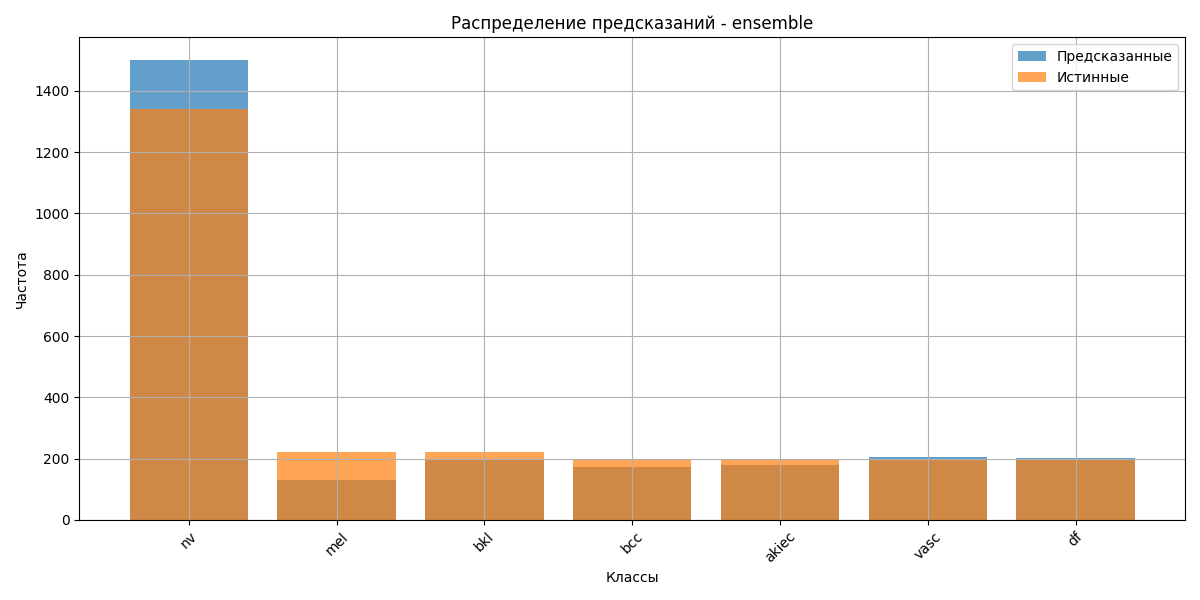 Распределение предсказаний - ensemble
Предсказанные
Истинные
Частота
1400
1200
1000
800
600
400
200
0
nv
mel
bkl
bcc
akiec
vasc
df
Классы